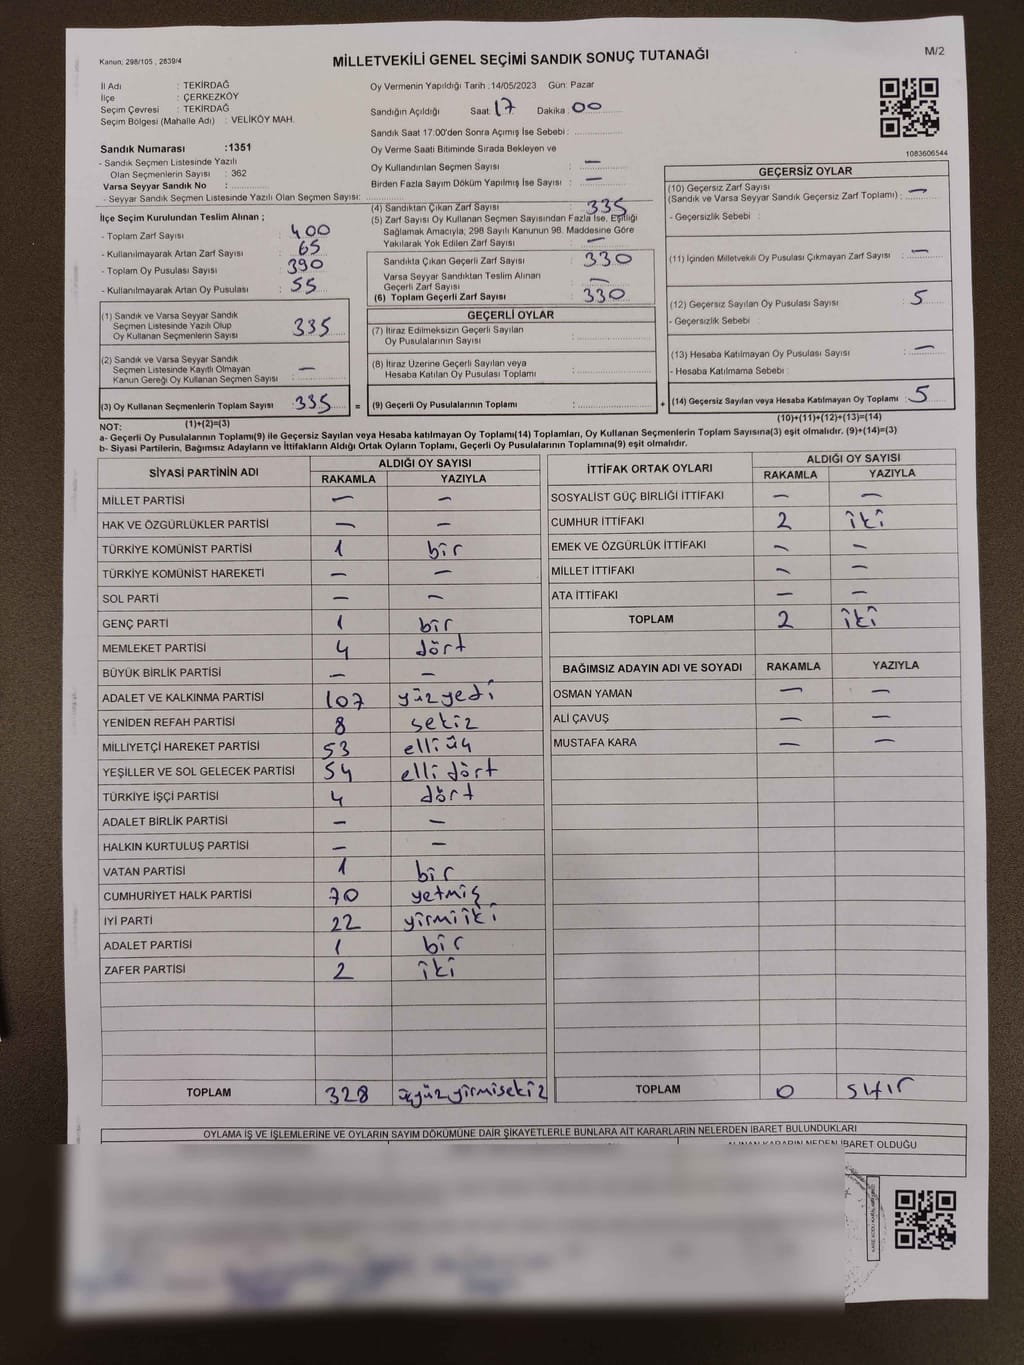 Kanun; 298/105 , 2839/4
MİLLETVEKİLİ GENEL SEÇİMİ SANDIK SONUÇ TUTANAĞI
M/2
İl Adı : TEKİRDAĞ
İlçe : ÇERKEZKÖY
Seçim Çevresi : TEKİRDAĞ
Seçim Bölgesi (Mahalle Adı) : VELİKÖY MAH.
Sandık Numarası :1351
- Sandık Seçmen Listesinde Yazılı
Olan Seçmenlerin Sayısı : 362
Varsa Seyyar Sandık No :
- Seyyar Sandık Seçmen Listesinde Yazılı Olan Seçmen Sayısı:
Oy Vermenin Yapıldığı Tarih :14/05/2023 Gün: Pazar
Sandığın Açıldığı Saat: 17 Dakika: 00
Sandık Saat 17:00'den Sonra Açımış İse Sebebi :
Oy Verme Saati Bitiminde Sırada Bekleyen ve
Oy Kullandırılan Seçmen Sayısı : —
Birden Fazla Sayım Döküm Yapılmış İse Sayısı : —
1083606544
İlçe Seçim Kurulundan Teslim Alınan ;
- Toplam Zarf Sayısı : 400
- Kullanılmayarak Artan Zarf Sayısı : 65
- Toplam Oy Pusulası Sayısı : 390
- Kullanılmayarak Artan Oy Pusulası : 55
(1) Sandık ve Varsa Seyyar Sandık
Seçmen Listesinde Yazılı Olup
Oy Kullanan Seçmenlerin Sayısı : 335
(2) Sandık ve Varsa Seyyar Sandık
Seçmen Listesinde Kayıtlı Olmayan
Kanun Gereği Oy Kullanan Seçmen Sayısı : —
(3) Oy Kullanan Seçmenlerin Toplam Sayısı : 335
(1)+(2)=(3)
(4) Sandıktan Çıkan Zarf Sayısı : 335
(5) Zarf Sayısı Oy Kullanan Seçmen Sayısından Fazla İse, Eşitliği
Sağlamak Amacıyla; 298 Sayılı Kanunun 98. Maddesine Göre
Yakılarak Yok Edilen Zarf Sayısı : —
Sandıkta Çıkan Geçerli Zarf Sayısı : 330
Varsa Seyyar Sandıktan Teslim Alınan
Geçerli Zarf Sayısı : —
(6) Toplam Geçerli Zarf Sayısı : 330
GEÇERLİ OYLAR
(7) İtiraz Edilmeksizin Geçerli Sayılan
Oy Pusulalarının Sayısı :
(8) İtiraz Üzerine Geçerli Sayılan veya
Hesaba Katılan Oy Pusulası Toplamı :
= (9) Geçerli Oy Pusulalarının Toplamı :
GEÇERSİZ OYLAR
(10) Geçersiz Zarf Sayısı
(Sandık ve Varsa Seyyar Sandık Geçersiz Zarf Toplamı) : —
- Geçersizlik Sebebi :
(11) İçinden Milletvekili Oy Pusulası Çıkmayan Zarf Sayısı : —
(12) Geçersiz Sayılan Oy Pusulası Sayısı : 5
- Geçersizlik Sebebi :
(13) Hesaba Katılmayan Oy Pusulası Sayısı : —
- Hesaba Katılmama Sebebi :
+ (14) Geçersiz Sayılan veya Hesaba Katılmayan Oy Toplamı : 5
(10)+(11)+(12)+(13)=(14)
NOT:
a- Geçerli Oy Pusulalarının Toplamı(9) ile Geçersiz Sayılan veya Hesaba katılmayan Oy Toplamı(14) Toplamları, Oy Kullanan Seçmenlerin Toplam Sayısına(3) eşit olmalıdır. (9)+(14)=(3)
b- Siyasi Partilerin, Bağımsız Adayların ve İttifakların Aldığı Ortak Oyların Toplamı, Geçerli Oy Pusulalarının Toplamına(9) eşit olmalıdır.
SİYASİ PARTİNİN ADI
ALDIĞI OY SAYISI
RAKAMLA YAZIYLA
MİLLET PARTİSİ — —
HAK VE ÖZGÜRLÜKLER PARTİSİ — —
TÜRKİYE KOMÜNİST PARTİSİ 1 bir
TÜRKİYE KOMÜNİST HAREKETİ — —
SOL PARTİ — —
GENÇ PARTİ 1 bir
MEMLEKET PARTİSİ 4 dört
BÜYÜK BİRLİK PARTİSİ — —
ADALET VE KALKINMA PARTİSİ 107 yüz yedi
YENİDEN REFAH PARTİSİ 8 sekiz
MİLLİYETÇİ HAREKET PARTİSİ 53 elli üç
YEŞİLLER VE SOL GELECEK PARTİSİ 54 elli dört
TÜRKİYE İŞÇİ PARTİSİ 4 dört
ADALET BİRLİK PARTİSİ — —
HALKIN KURTULUŞ PARTİSİ — —
VATAN PARTİSİ 1 bir
CUMHURİYET HALK PARTİSİ 70 yetmiş
İYİ PARTİ 22 yirmi iki
ADALET PARTİSİ 1 bir
ZAFER PARTİSİ 2 iki
TOPLAM 328 üçyüz yirmisekiz
İTTİFAK ORTAK OYLARI
ALDIĞI OY SAYISI
RAKAMLA YAZIYLA
SOSYALİST GÜÇ BİRLİĞİ İTTİFAKI — —
CUMHUR İTTİFAKI 2 iki
EMEK VE ÖZGÜRLÜK İTTİFAKI — —
MİLLET İTTİFAKI — —
ATA İTTİFAKI — —
TOPLAM 2 iki
BAĞIMSIZ ADAYIN ADI VE SOYADI RAKAMLA YAZIYLA
OSMAN YAMAN — —
ALİ ÇAVUŞ — —
MUSTAFA KARA — —
TOPLAM 0 sıfır
OYLAMA İŞ VE İŞLEMLERİNE VE OYLARIN SAYIM DÖKÜMÜNE DAİR ŞİKAYETLERLE BUNLARA AİT KARARLARIN NELERDEN İBARET BULUNDUKLARI
ALINAN KARARIN NEDEN İBARET OLDUĞU